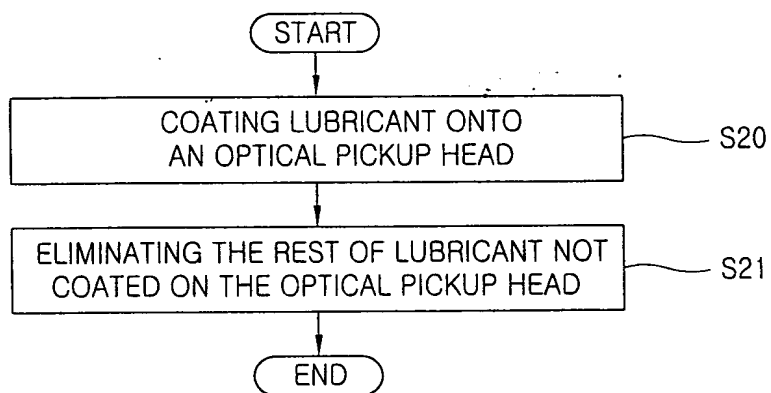 START
COATING LUBRICANT ONTO
AN OPTICAL PICKUP HEAD
S20
ELIMINATING THE REST OF LUBRICANT NOT
COATED ON THE OPTICAL PICKUP HEAD
S21
END